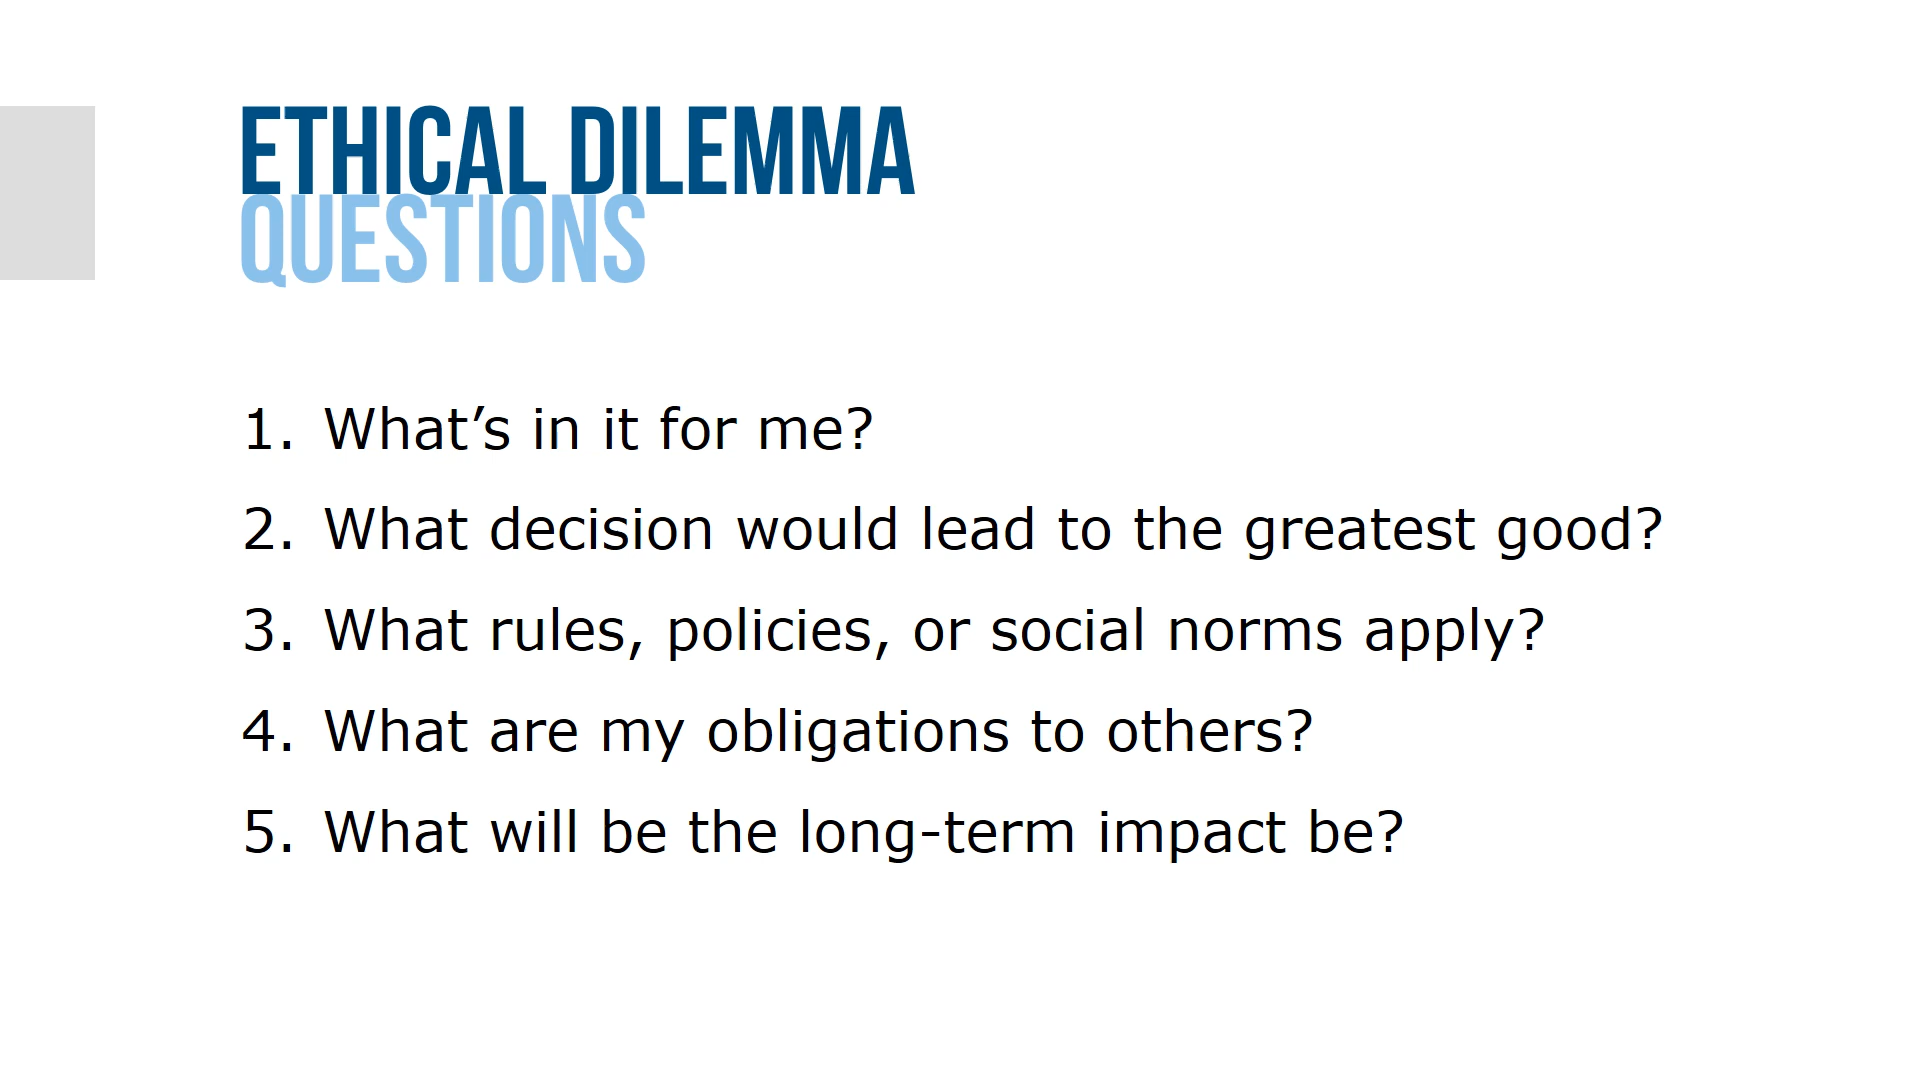 ETHICAL DILEMMA
QUESTIONS
1. What’s in it for me?
2. What decision would lead to the greatest good?
3. What rules, policies, or social norms apply?
4. What are my obligations to others?
5. What will be the long-term impact be?